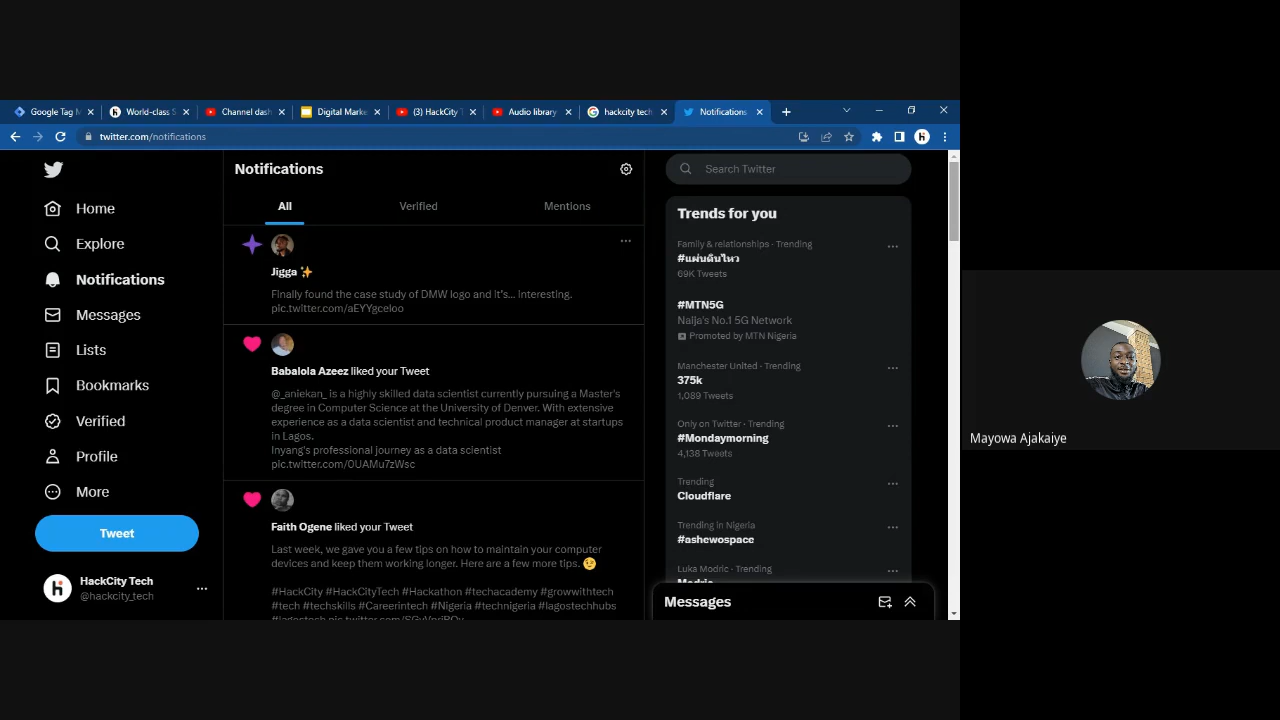 Google Tag M
World-class S
Channel dash
Digital Marke
(3) HackCity T
Audio library
hackcity tech
Notifications
twitter.com/notifications
Home
Explore
Notifications
Messages
Lists
Bookmarks
Verified
Profile
More
Tweet
HackCity Tech
@hackcity_tech
Notifications
All
Verified
Mentions
Jigga ✨
Finally found the case study of DMW logo and it's... Interesting.
pic.twitter.com/aEYYgceloo
Babalola Azeez liked your Tweet
@_aniekan_ is a highly skilled data scientist currently pursuing a Master's
degree in Computer Science at the University of Denver. With extensive
experience as a data scientist and technical product manager at startups
in Lagos.
Inyang's professional journey as a data scientist
pic.twitter.com/0UAMu7zWsc
Faith Ogene liked your Tweet
Last week, we gave you a few tips on how to maintain your computer
devices and keep them working longer. Here are a few more tips.
#HackCity #HackCityTech #Hackathon #techacademy #growwithtech
#tech #techskills #Careerintech #Nigeria #technigeria #lagostechhubs
Search Twitter
Trends for you
Family & relationships · Trending
#แผ่นดินไหว
69K Tweets
#MTN5G
Naija's No.1 5G Network
Promoted by MTN Nigeria
Manchester United · Trending
375k
1,089 Tweets
Only on Twitter · Trending
#Mondaymorning
4,138 Tweets
Trending
Cloudflare
Trending in Nigeria
#ashewospace
Luka Modric · Trending
Modric
Messages
Mayowa Ajakaiye